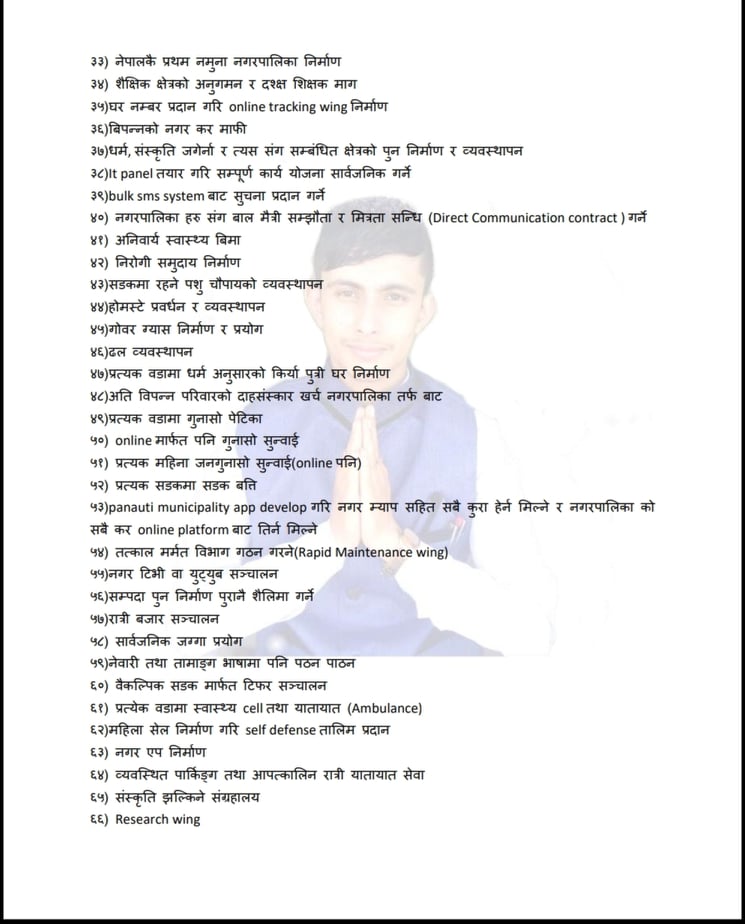 ३३) नेपालकै प्रथम नमुना नगरपालिका निर्माण
३४) शैक्षिक क्षेत्रको अनुगमन र दश्क्ष शिक्षक माग
३५)घर नम्बर प्रदान गरि online tracking wing निर्माण
३६)बिपन्नको नगर कर माफी
३७)धर्म, संस्कृति जगेर्ना र त्यस संग सम्बंधित क्षेत्रको पुन निर्माण र व्यवस्थापन
३८)It panel तयार गरि सम्पूर्ण कार्य योजना सार्वजनिक गर्ने
३९)bulk sms system बाट सुचना प्रदान गर्ने
४०) नगरपालिका हरु संग बाल मैत्री सम्झौता र मित्रता सन्धि (Direct Communication contract ) गर्ने
४१) अनिवार्य स्वास्थ्य बिमा
४२) निरोगी समुदाय निर्माण
४३)सडकमा रहने पशु चौपायको व्यवस्थापन
४४)होमस्टे प्रवर्धन र व्यवस्थापन
४५)गोवर ग्यास निर्माण र प्रयोग
४६)ढल व्यवस्थापन
४७)प्रत्यक वडामा धर्म अनुसारको किर्या पुत्री घर निर्माण
४८)अति विपन्न परिवारको दाहसंस्कार खर्च नगरपालिका तर्फ बाट
४९)प्रत्यक वडामा गुनासो पेटिका
५०) online मार्फत पनि गुनासो सुन्वाई
५१) प्रत्यक महिना जनगुनासो सुन्वाई(online पनि)
५२) प्रत्यक सडकमा सडक बत्ति
५३)panauti municipality app develop गरि नगर म्याप सहित सबै कुरा हेर्न मिल्ने र नगरपालिका को
सबै कर online platform बाट तिर्न मिल्ने
५४) तत्काल मर्मत विभाग गठन गरने(Rapid Maintenance wing)
५५)नगर टिभी वा युट्युब सञ्चालन
५६)सम्पदा पुन निर्माण पुरानै शैलिमा गर्ने
५७)रात्री बजार सञ्चालन
५८) सार्वजनिक जग्गा प्रयोग
५९)नेवारी तथा तामाङ्ग भाषामा पनि पठन पाठन
६०) वैकल्पिक सडक मार्फत टिफर सञ्चालन
६१) प्रत्येक वडामा स्वास्थ्य cell तथा यातायात (Ambulance)
६२)महिला सेल निर्माण गरि self defense तालिम प्रदान
६३) नगर एप निर्माण
६४) व्यवस्थित पार्किङ्ग तथा आपत्कालिन रात्री यातायात सेवा
६५) संस्कृति झल्किने संग्रहालय
६६) Research wing